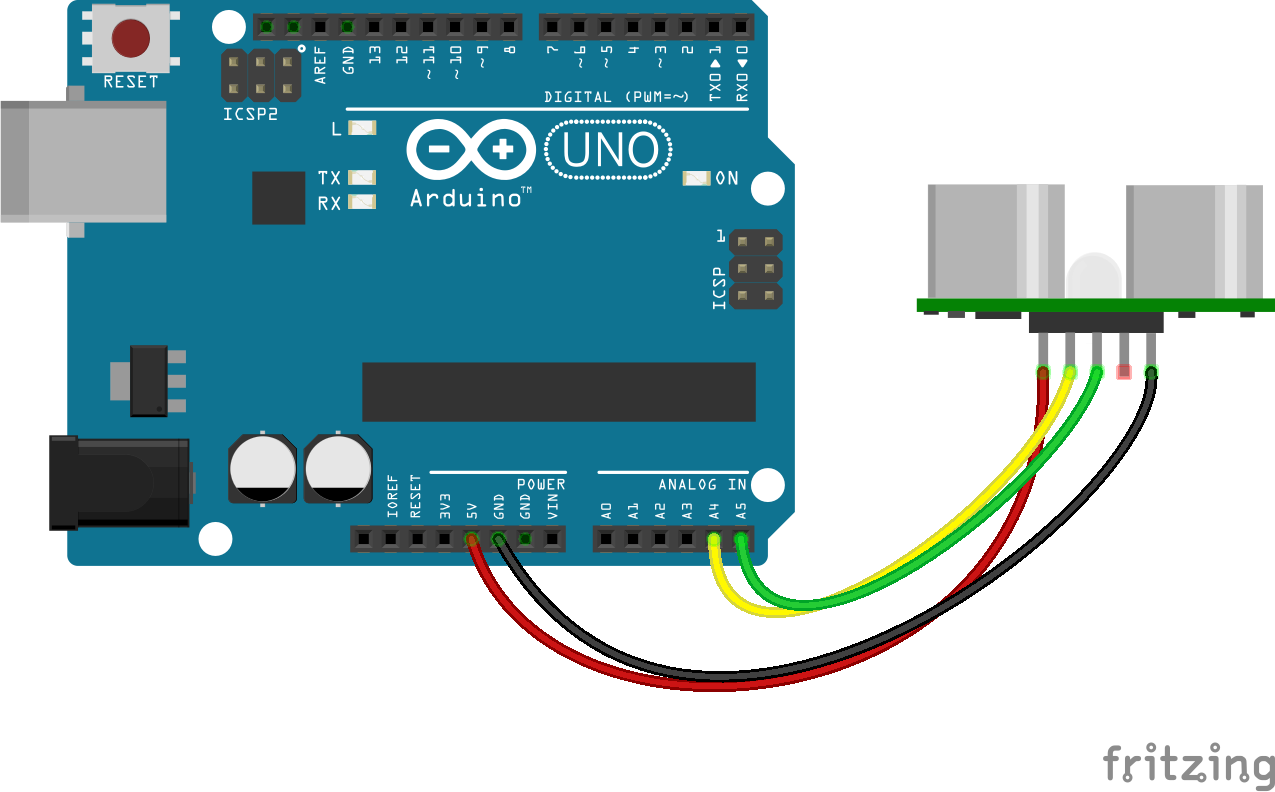 RESET
ICSP2
AREF
GND
13
12
~11
~10
~9
8
7
~6
~5
4
~3
2
TX0▶1
RX0◀0
DIGITAL (PWM=~)
L
TX
RX
Arduino™
UNO
ON
1
ICSP
IOREF
RESET
3V3
5V
GND
GND
VIN
POWER
A0
A1
A2
A3
A4
A5
ANALOG IN
fritzing